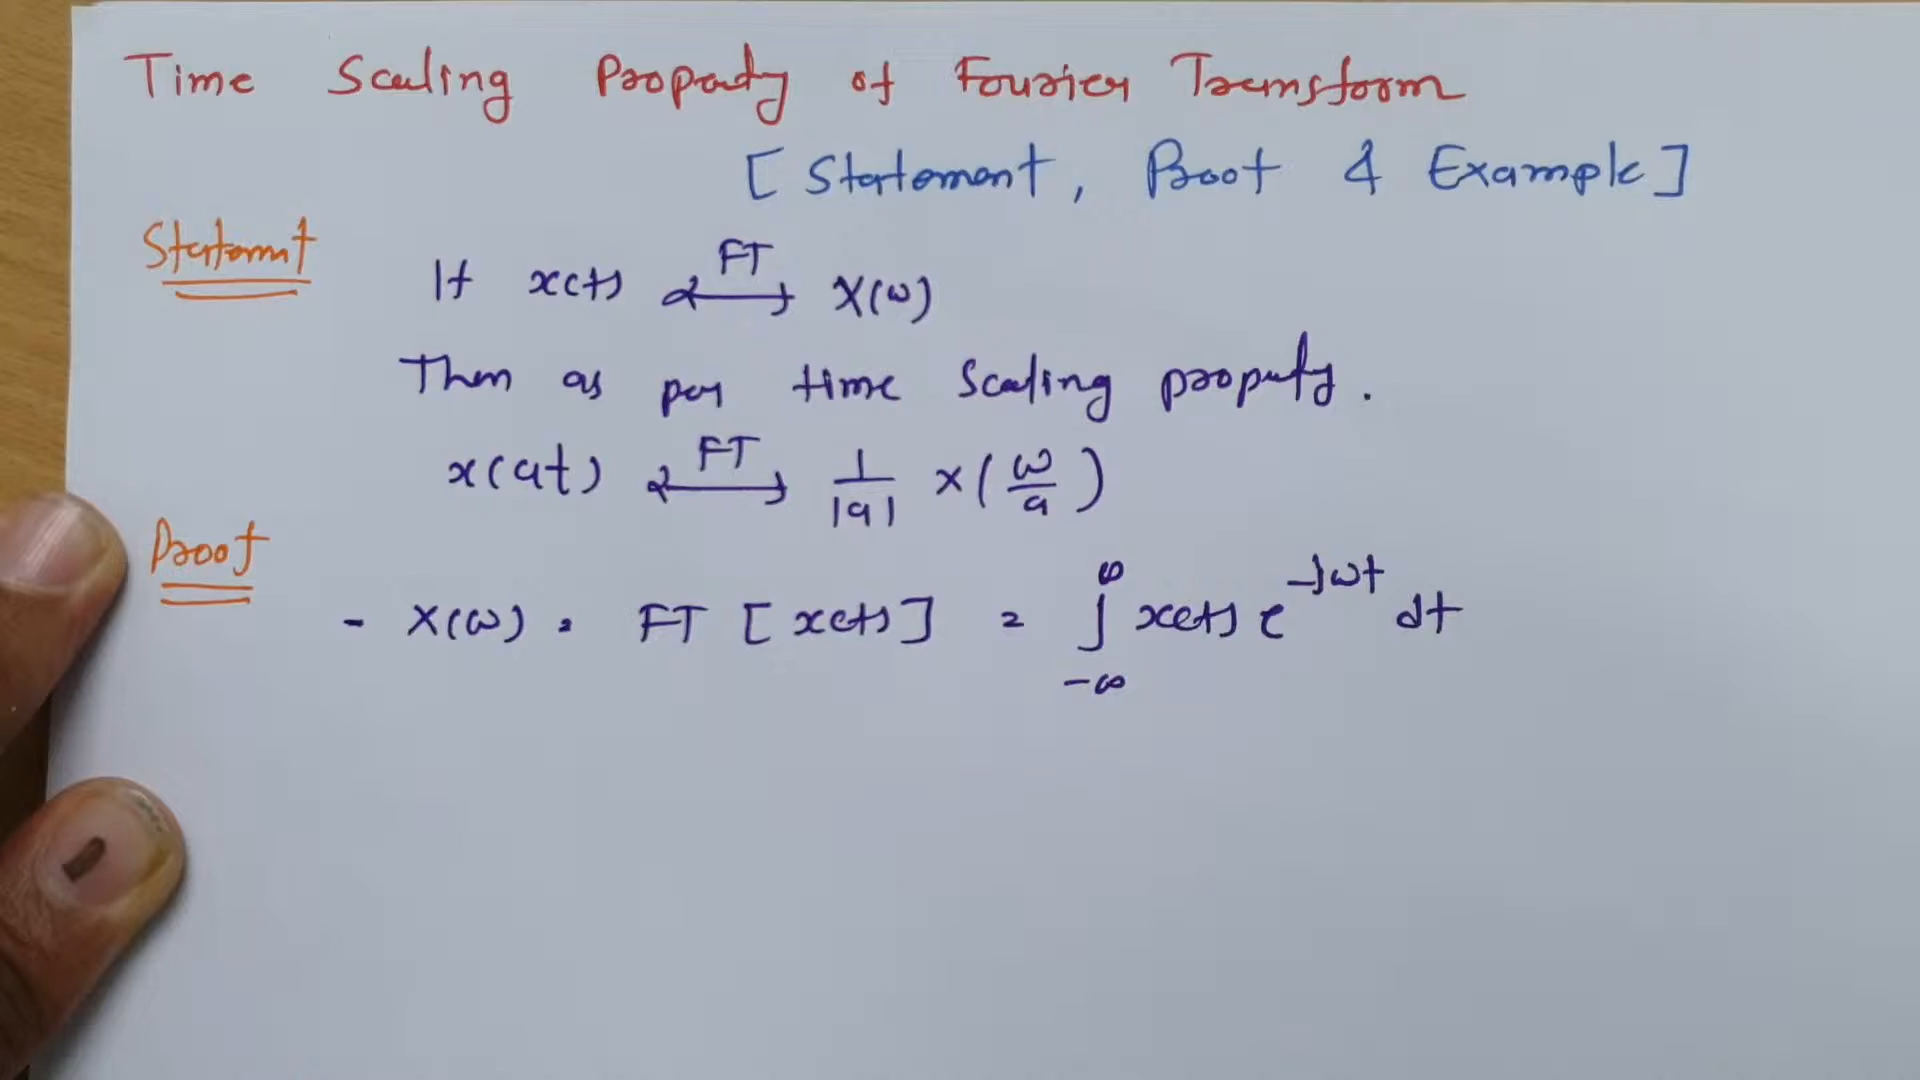 Time Scaling Property of Fourier Transform
[Statement, Proof & Example]
Statement
If x(t) ⟷FT X(ω)
Then as per time scaling property.
x(at) ⟷FT 1/|a| X(ω/a)
Proof
- X(ω) = FT [x(t)] = ∫_{-∞}^{∞} x(t) e^{-jωt} dt